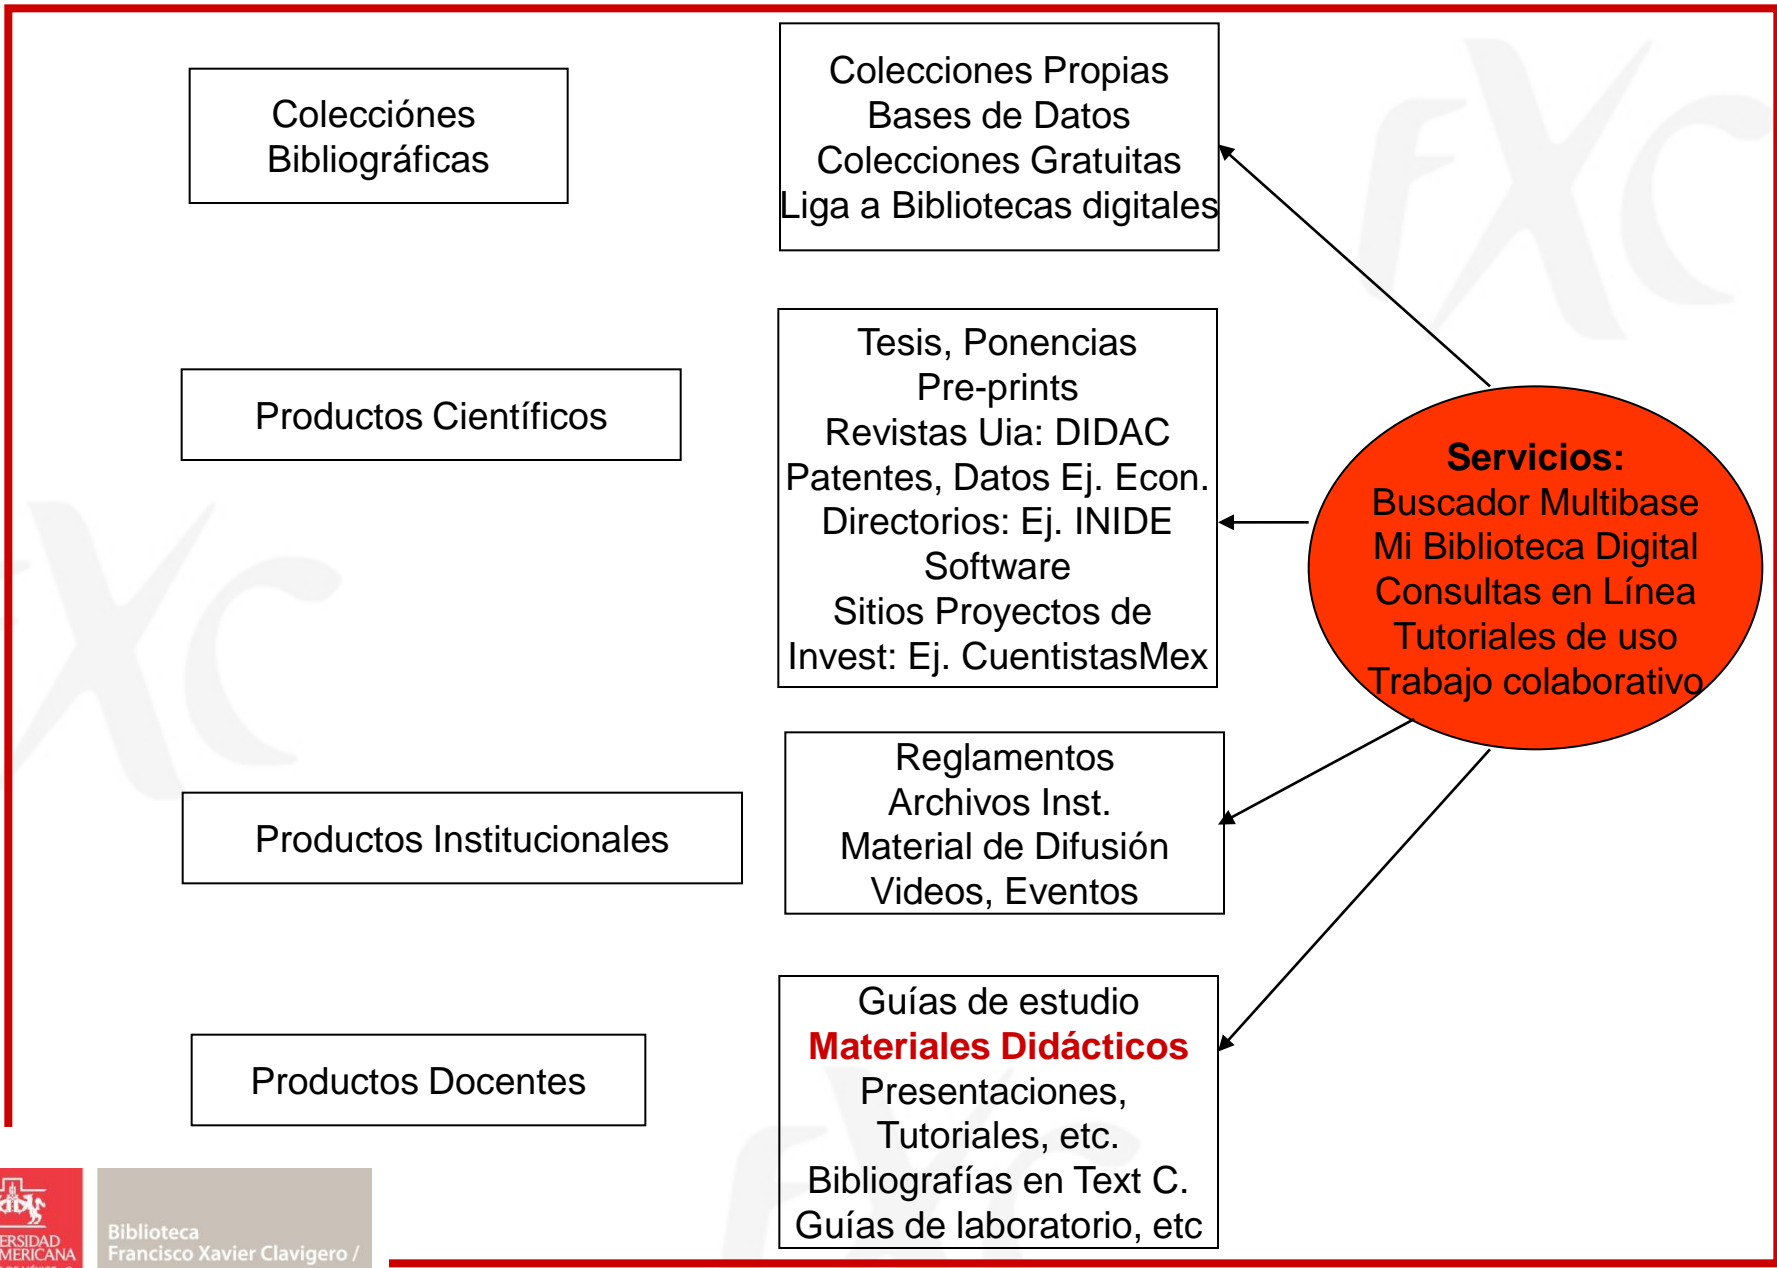 Colecciónes
Bibliográficas
Colecciones Propias
Bases de Datos
Colecciones Gratuitas
Liga a Bibliotecas digitales
Productos Científicos
Tesis, Ponencias
Pre-prints
Revistas Uia: DIDAC
Patentes, Datos Ej. Econ.
Directorios: Ej. INIDE
Software
Sitios Proyectos de
Invest: Ej. CuentistasMex
Servicios:
Buscador Multibase
Mi Biblioteca Digital
Consultas en Línea
Tutoriales de uso
Trabajo colaborativo
Productos Institucionales
Reglamentos
Archivos Inst.
Material de Difusión
Videos, Eventos
Productos Docentes
Guías de estudio
Materiales Didácticos
Presentaciones,
Tutoriales, etc.
Bibliografías en Text C.
Guías de laboratorio, etc
Biblioteca
Francisco Xavier Clavigero /
fXC